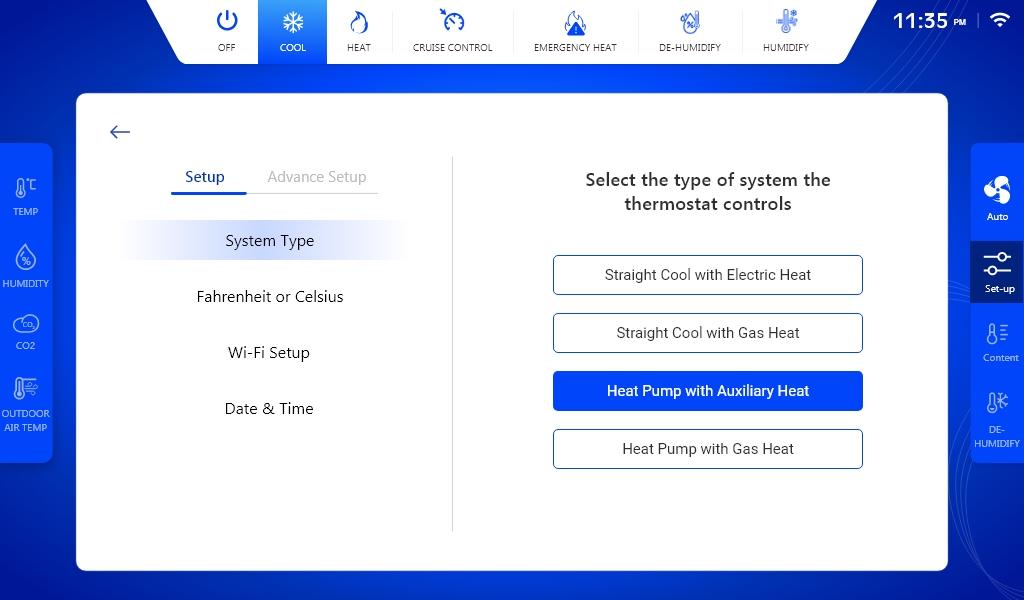 OFF
COOL
HEAT
CRUISE CONTROL
EMERGENCY HEAT
DE-HUMIDIFY
HUMIDIFY
11:35 PM
°C
TEMP
%
HUMIDITY
CO2
CO2
OUTDOOR
AIR TEMP
Setup
Advance Setup
System Type
Fahrenheit or Celsius
Wi-Fi Setup
Date & Time
Select the type of system the
thermostat controls
Straight Cool with Electric Heat
Straight Cool with Gas Heat
Heat Pump with Auxiliary Heat
Heat Pump with Gas Heat
Auto
Set-up
Content
DE-
HUMIDIFY